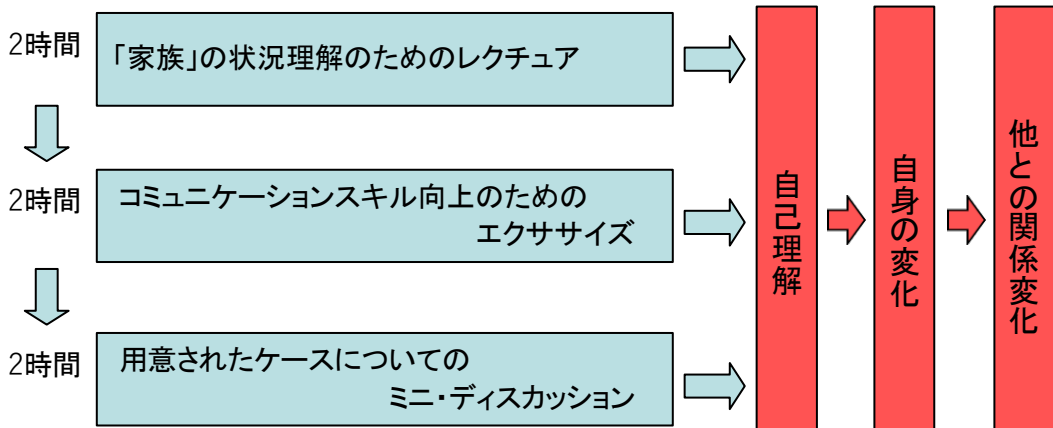 2時間
「家族」の状況理解のためのレクチュア
2時間
コミュニケーションスキル向上のための
エクササイズ
2時間
用意されたケースについての
ミニ・ディスカッション
自己理解
自身の変化
他との関係変化